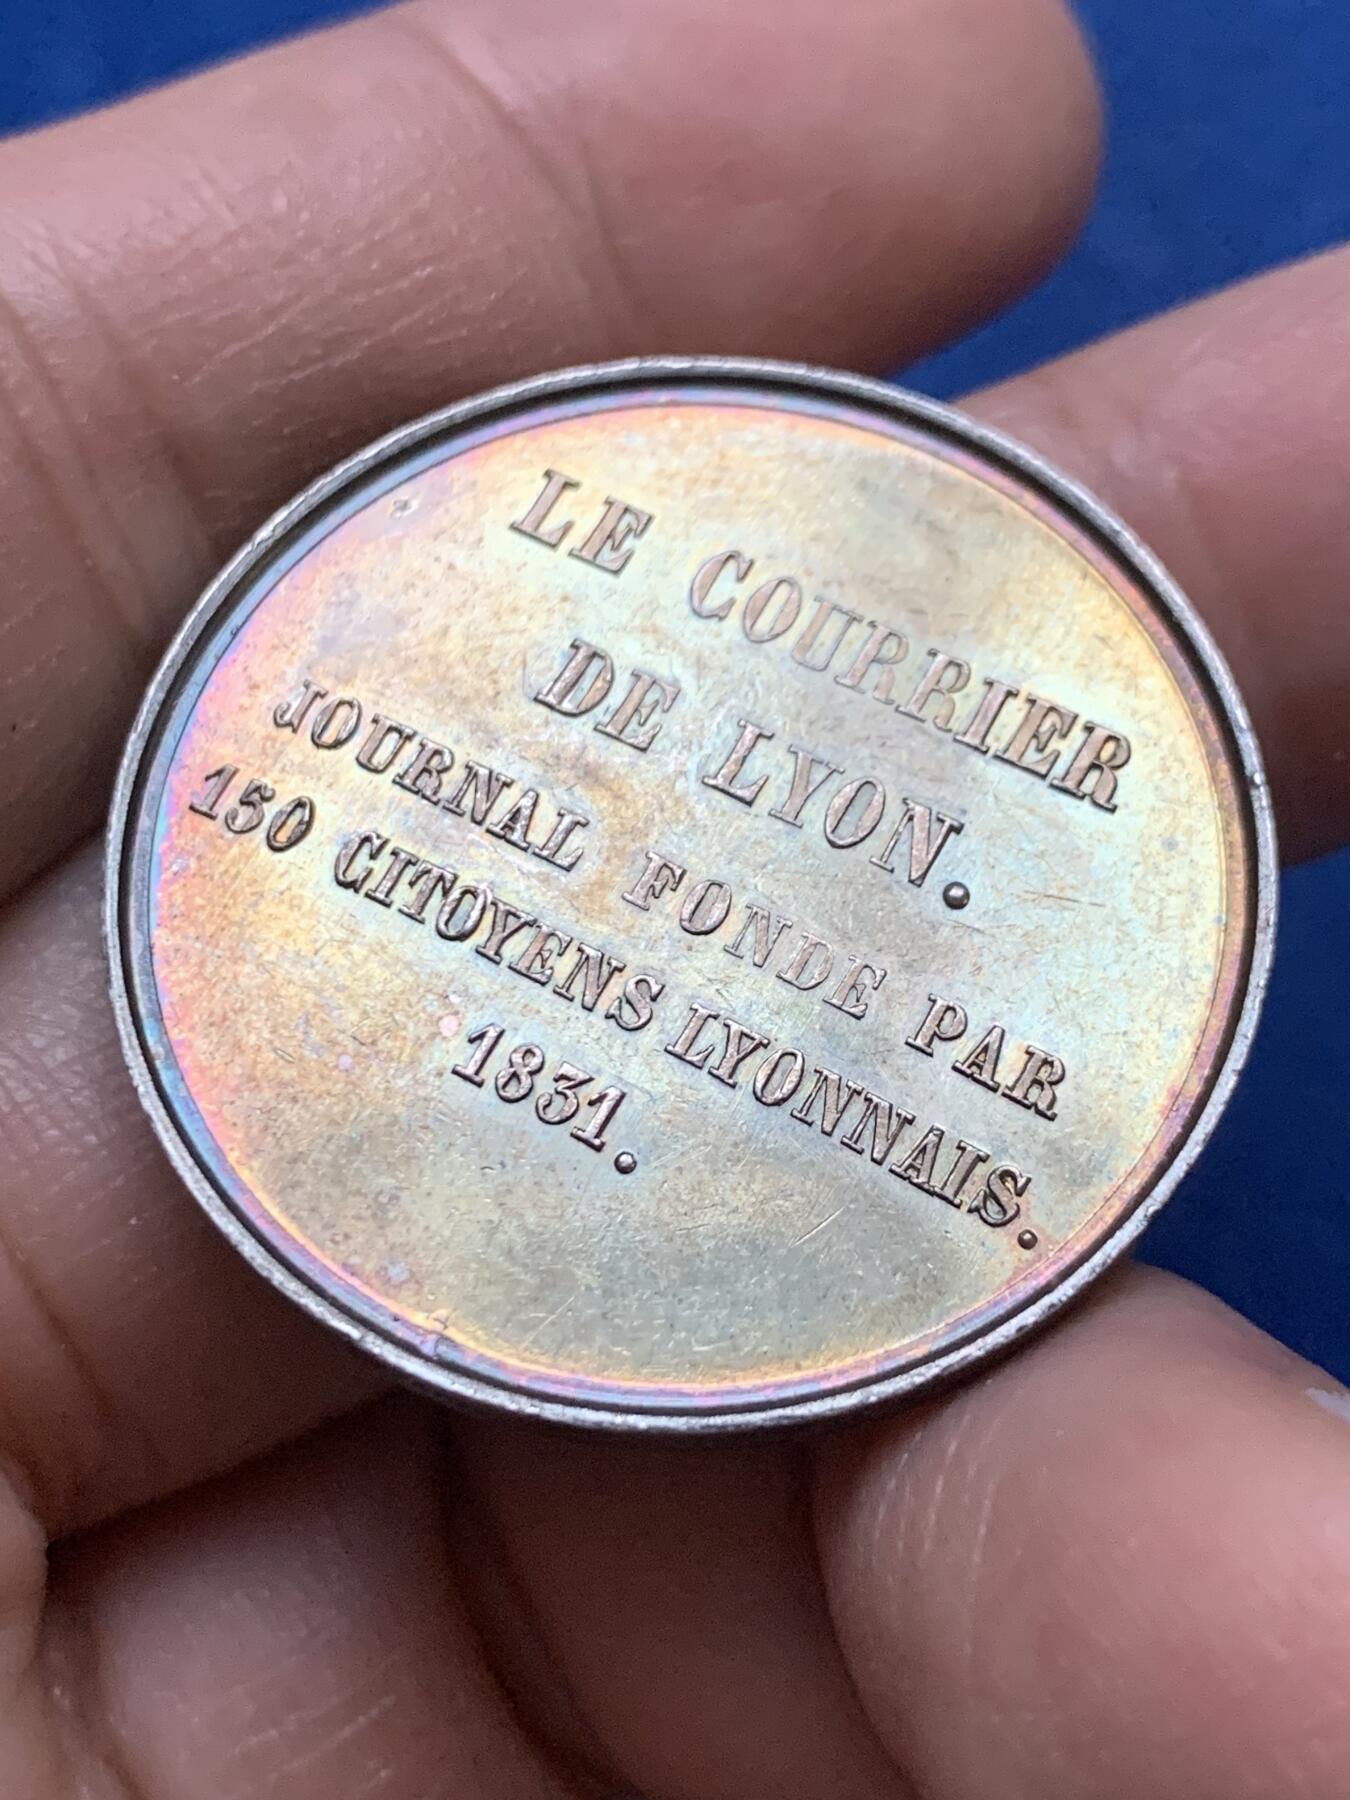 LE COURRIER
DE LYON.
JOURNAL FONDE PAR
150 CITOYENS LYONNAIS.
1831.